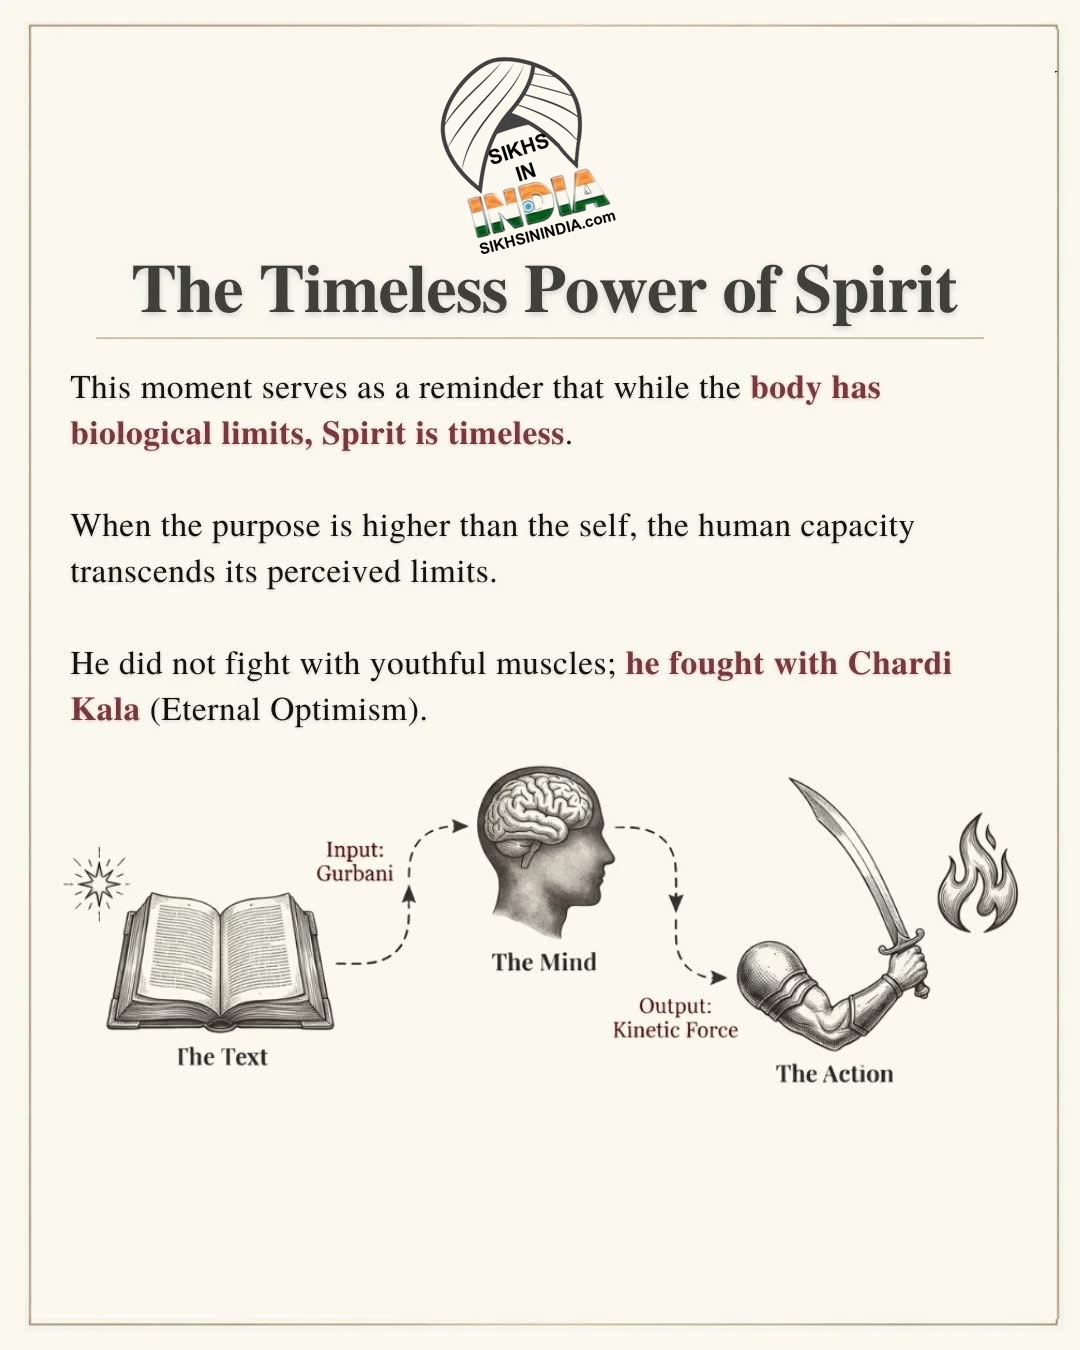 SIKHS
IN
INDIA
SIKHSININDIA.com
The Timeless Power of Spirit
This moment serves as a reminder that while the body has
biological limits, Spirit is timeless.
When the purpose is higher than the self, the human capacity
transcends its perceived limits.
He did not fight with youthful muscles; he fought with Chardi
Kala (Eternal Optimism).
Input:
Gurbani
The Mind
Output:
Kinetic Force
The Text
The Action